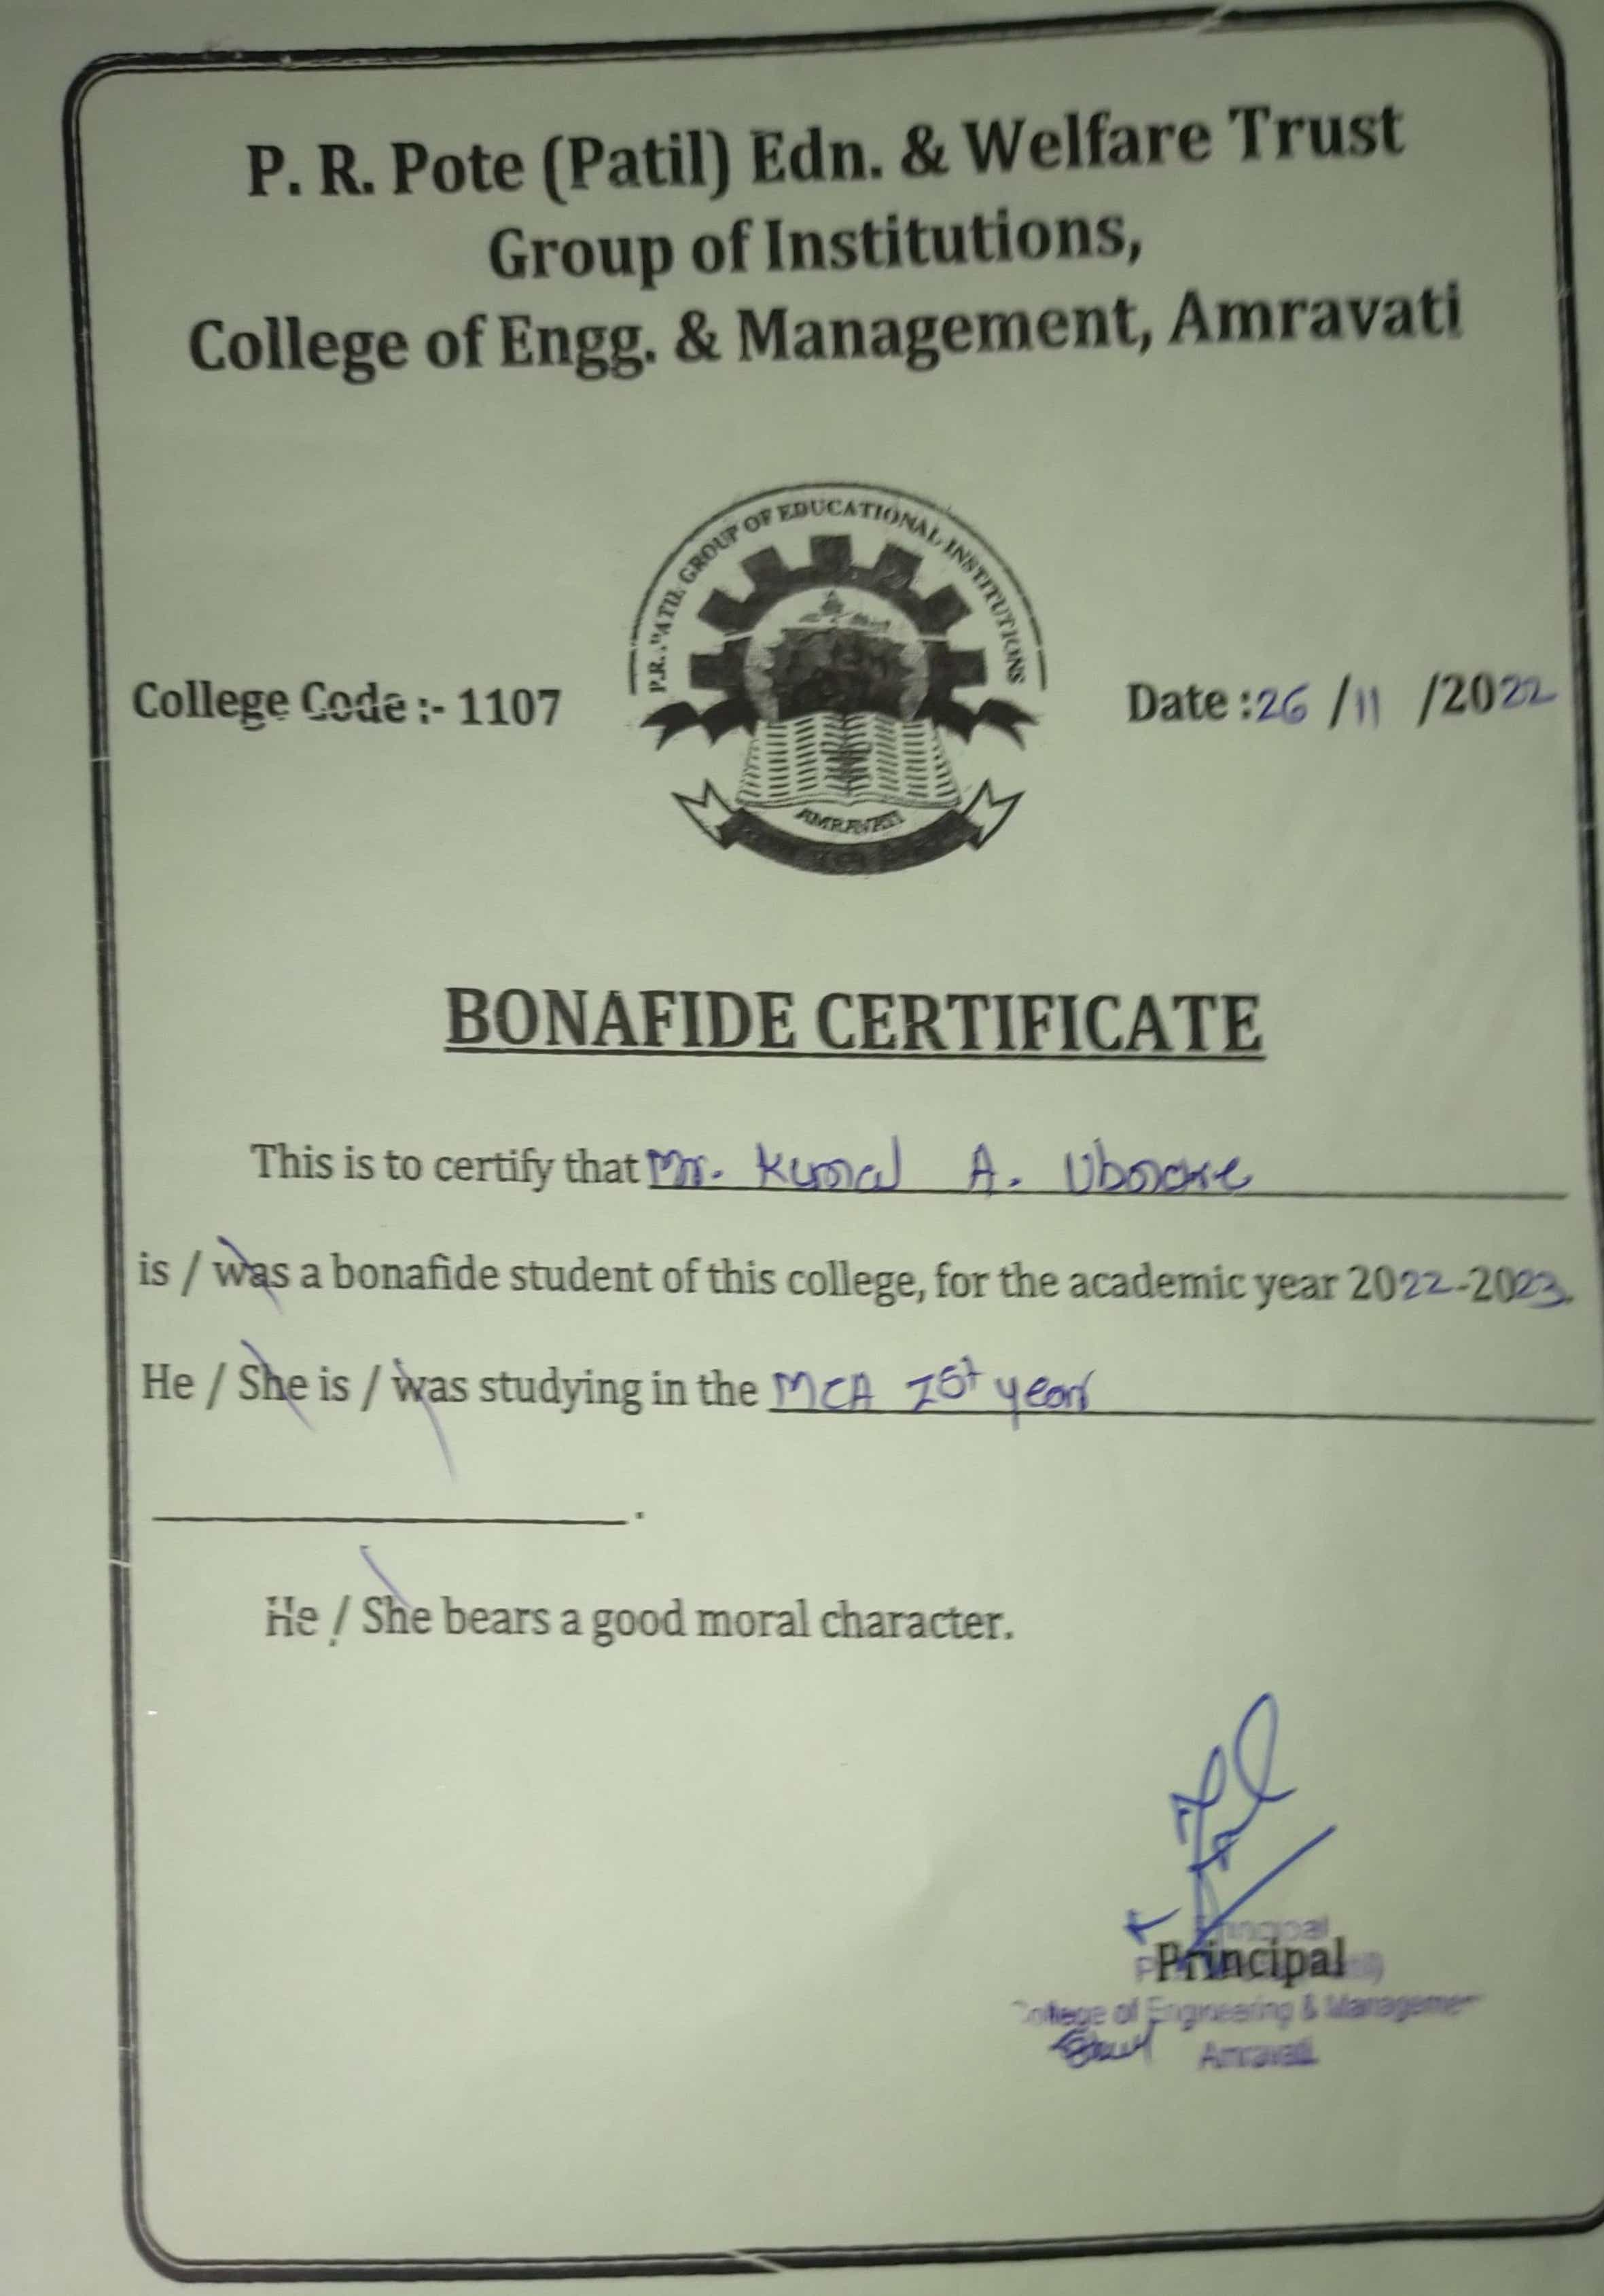 P. R. Pote (Patil) Edn. & Welfare Trust
Group of Institutions,
College of Engg. & Management, Amravati
P.R. PATIL GROUP OF EDUCATIONAL INSTITUTIONS
AMRAVATI
College Code :- 1107
Date :26 /11 /2022
BONAFIDE CERTIFICATE
This is to certify that Mr. Kunal A. 
is / was a bonafide student of this college, for the academic year 2022-2023.
He / She is / was studying in the MCA Ist year
.
He / She bears a good moral character.
Principal
Principal
College of Engineering & Management
Amravati